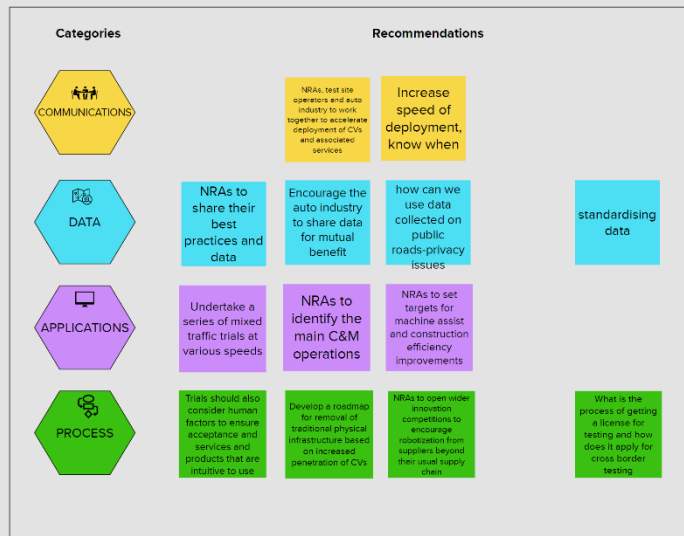 Categories
Recommendations
COMMUNICATIONS
NRAs, test site
operators and auto
industry to work
together to accelerate
deployment of CVs
and associated
services
Increase
speed of
deployment,
know when
DATA
NRAs to
share their
best
practices and
data
Encourage the
auto industry
to share data
for mutual
benefit
how can we
use data
collected on
public
roads-privacy
issues
standardising
data
APPLICATIONS
Undertake a
series of mixed
traffic trials at
various speeds
NRAs to
identify the
main C&M
operations
NRAs to set
targets for
machine assist
and construction
efficiency
improvements
PROCESS
Trials should also
consider human
factors to ensure
acceptance and
services and
products that are
intuitive to use
Develop a roadmap
for removal of
traditional physical
infrastructure based
on increased
penetration of CVs
NRAs to open wider
innovation
competitions to
encourage
robotization from
suppliers beyond
their usual supply
chain
What is the
process of getting
a license for
testing and how
does it apply for
cross border
testing